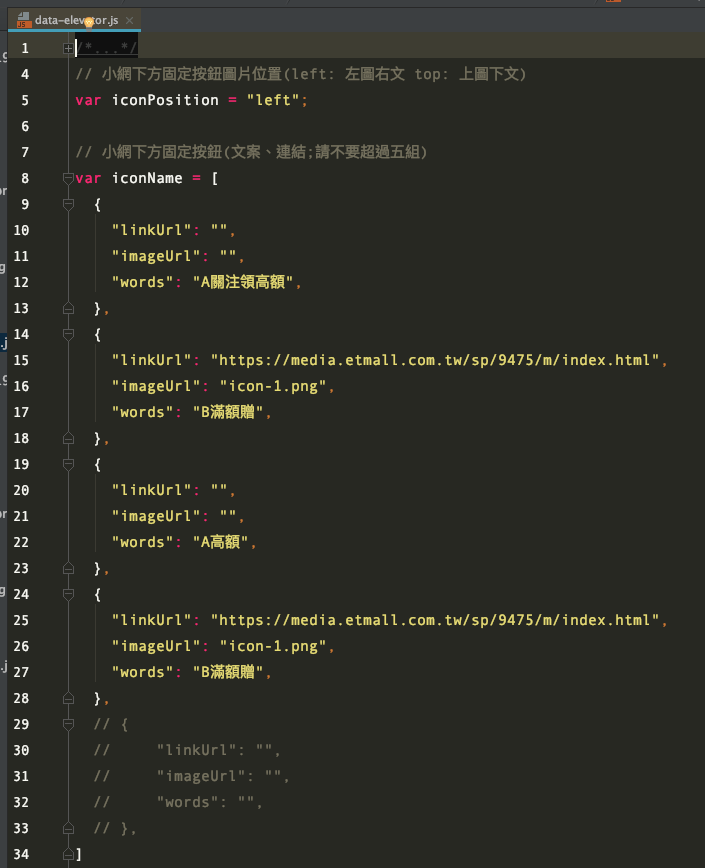 data-elevator.js
1 /*...*/
4 // 小網下方固定按鈕圖片位置(left: 左圖右文 top: 上圖下文)
5 var iconPosition = "left";
6
7 // 小網下方固定按鈕(文案、連結;請不要超過五組)
8 var iconName = [
9 {
10 "linkUrl": "",
11 "imageUrl": "",
12 "words": "A關注領高額",
13 },
14 {
15 "linkUrl": "https://media.etmall.com.tw/sp/9475/m/index.html",
16 "imageUrl": "icon-1.png",
17 "words": "B滿額贈",
18 },
19 {
20 "linkUrl": "",
21 "imageUrl": "",
22 "words": "A高額",
23 },
24 {
25 "linkUrl": "https://media.etmall.com.tw/sp/9475/m/index.html",
26 "imageUrl": "icon-1.png",
27 "words": "B滿額贈",
28 },
29 // {
30 //     "linkUrl": "",
31 //     "imageUrl": "",
32 //     "words": "",
33 // },
34 ]